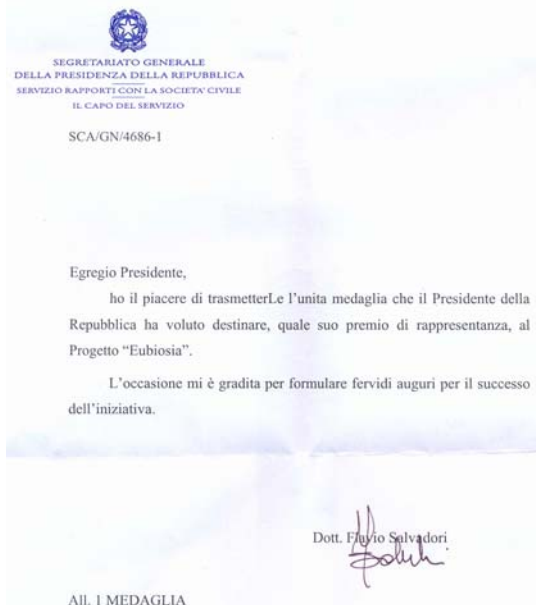 SEGRETARIATO GENERALE
DELLA PRESIDENZA DELLA REPUBBLICA
SERVIZIO RAPPORTI CON LA SOCIETA' CIVILE
IL CAPO DEL SERVIZIO
SCA/GN/4686-1
Egregio Presidente,
ho il piacere di trasmetterLe l'unita medaglia che il Presidente della
Repubblica ha voluto destinare, quale suo premio di rappresentanza, al
Progetto "Eubiosia".
L'occasione mi è gradita per formulare fervidi auguri per il successo
dell'iniziativa.
Dott. Flavio Salvadori
All. 1 MEDAGLIA